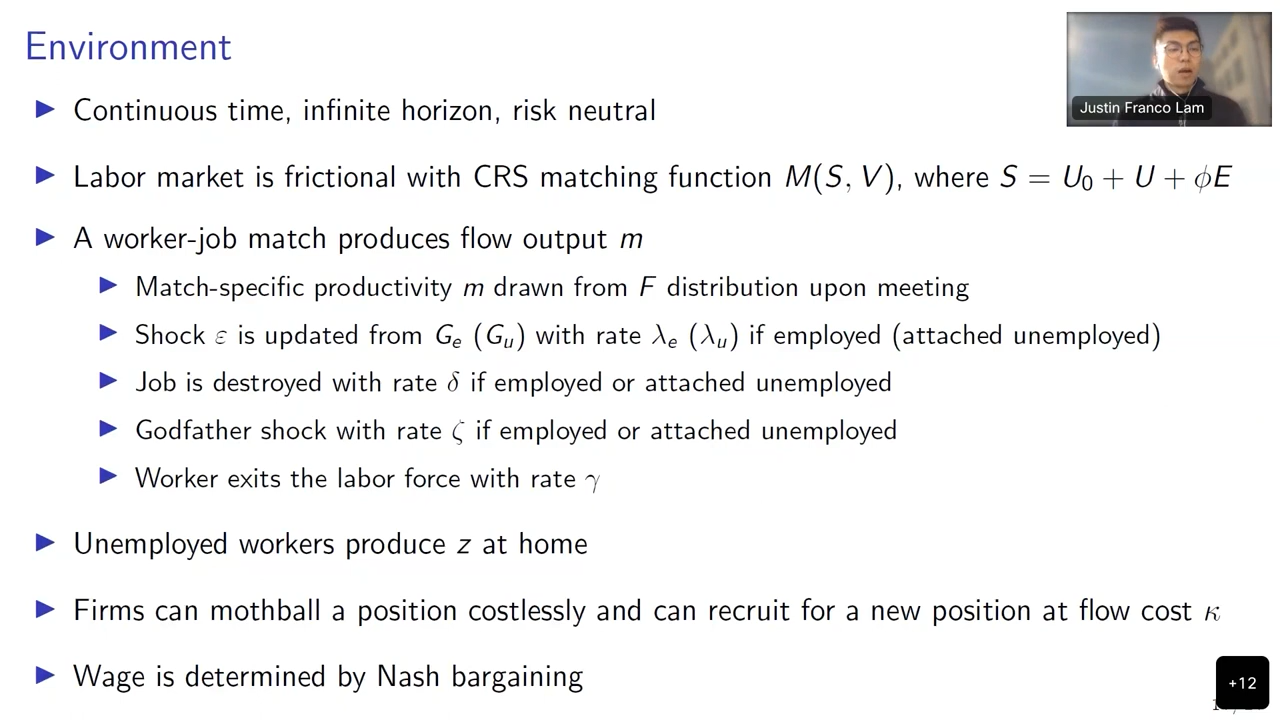 Environment
Justin Franco Lam
▶ Continuous time, infinite horizon, risk neutral
▶ Labor market is frictional with CRS matching function M(S, V), where S = U₀ + U + ϕE
▶ A worker-job match produces flow output m
▶ Match-specific productivity m drawn from F distribution upon meeting
▶ Shock ε is updated from Gₑ (Gᵤ) with rate λₑ (λᵤ) if employed (attached unemployed)
▶ Job is destroyed with rate δ if employed or attached unemployed
▶ Godfather shock with rate ζ if employed or attached unemployed
▶ Worker exits the labor force with rate γ
▶ Unemployed workers produce z at home
▶ Firms can mothball a position costlessly and can recruit for a new position at flow cost κ
▶ Wage is determined by Nash bargaining
+12